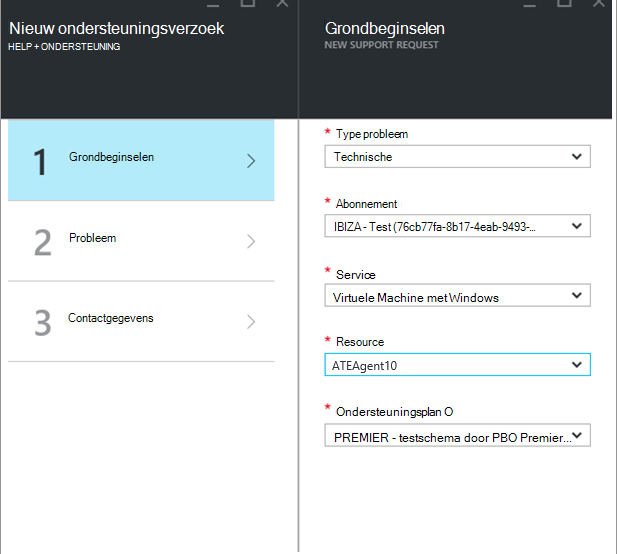 Nieuw ondersteuningsverzoek
HELP + ONDERSTEUNING
1 Grondbeginselen
2 Probleem
3 Contactgegevens
Grondbeginselen
NEW SUPPORT REQUEST
* Type probleem
Technische
* Abonnement
IBIZA - Test (76cb77fa-8b17-4eab-9493-...
* Service
Virtuele Machine met Windows
* Resource
ATEAgent10
* Ondersteuningsplan O
PREMIER - testschema door PBO Premier...